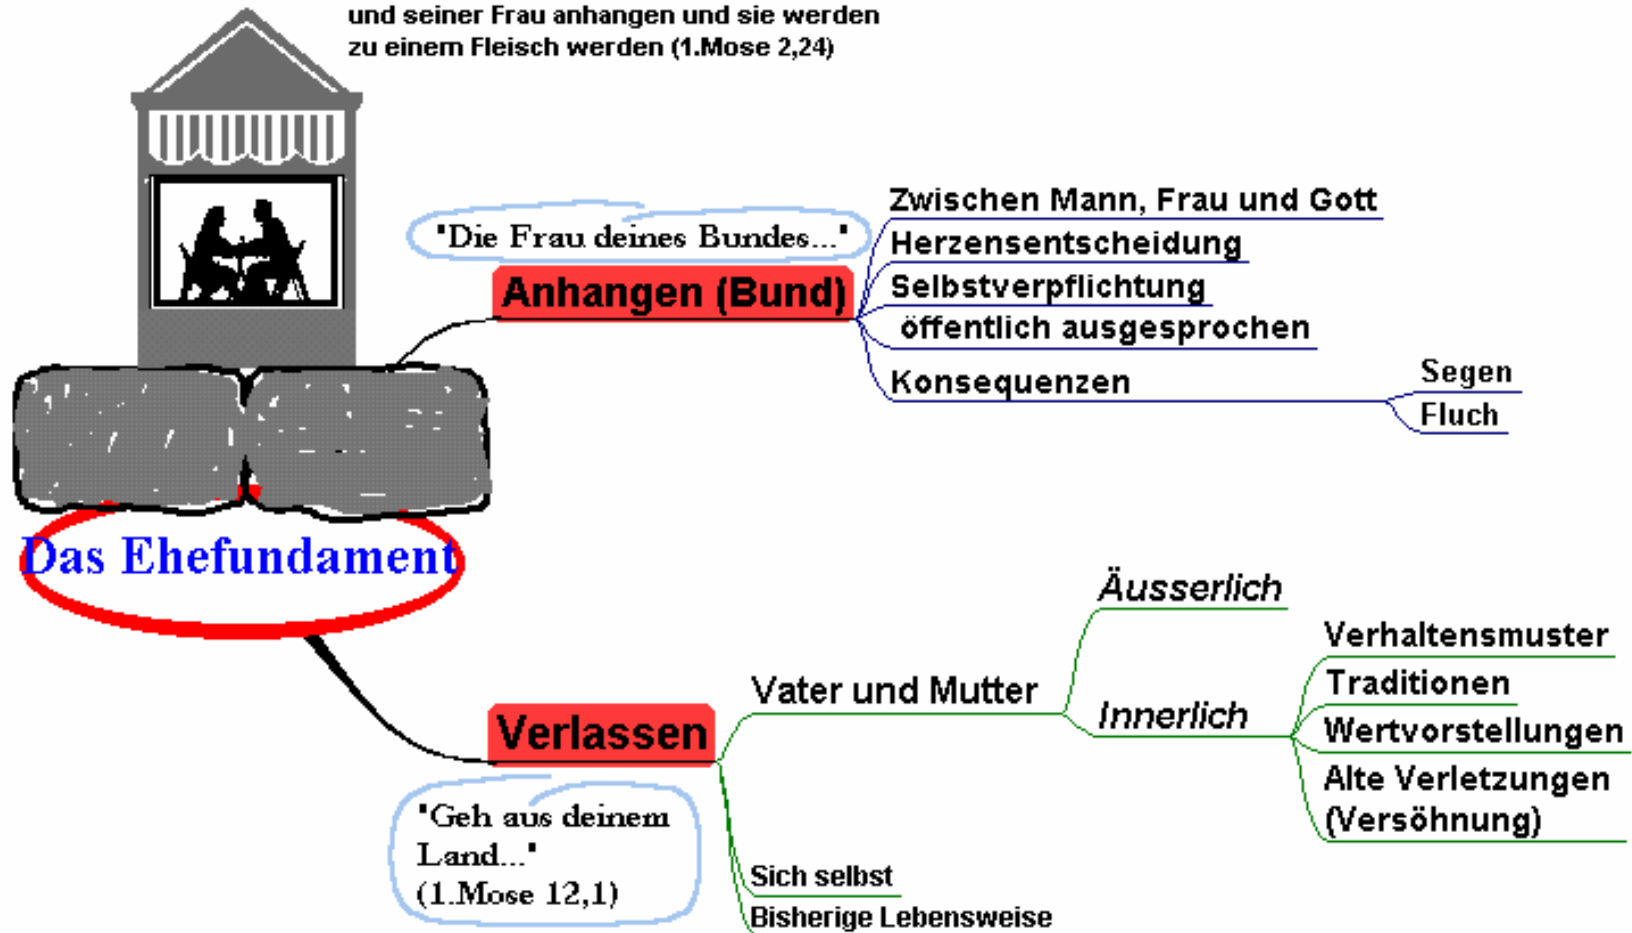 und seiner Frau anhangen und sie werden
zu einem Fleisch werden (1.Mose 2,24)
"Die Frau deines Bundes..."
Anhangen (Bund)
Zwischen Mann, Frau und Gott
Herzensentscheidung
Selbstverpflichtung
öffentlich ausgesprochen
Konsequenzen
Segen
Fluch
Das Ehefundament
Verlassen
"Geh aus deinem
Land..."
(1.Mose 12,1)
Vater und Mutter
Äusserlich
Innerlich
Verhaltensmuster
Traditionen
Wertvorstellungen
Alte Verletzungen
(Versöhnung)
Sich selbst
Bisherige Lebensweise